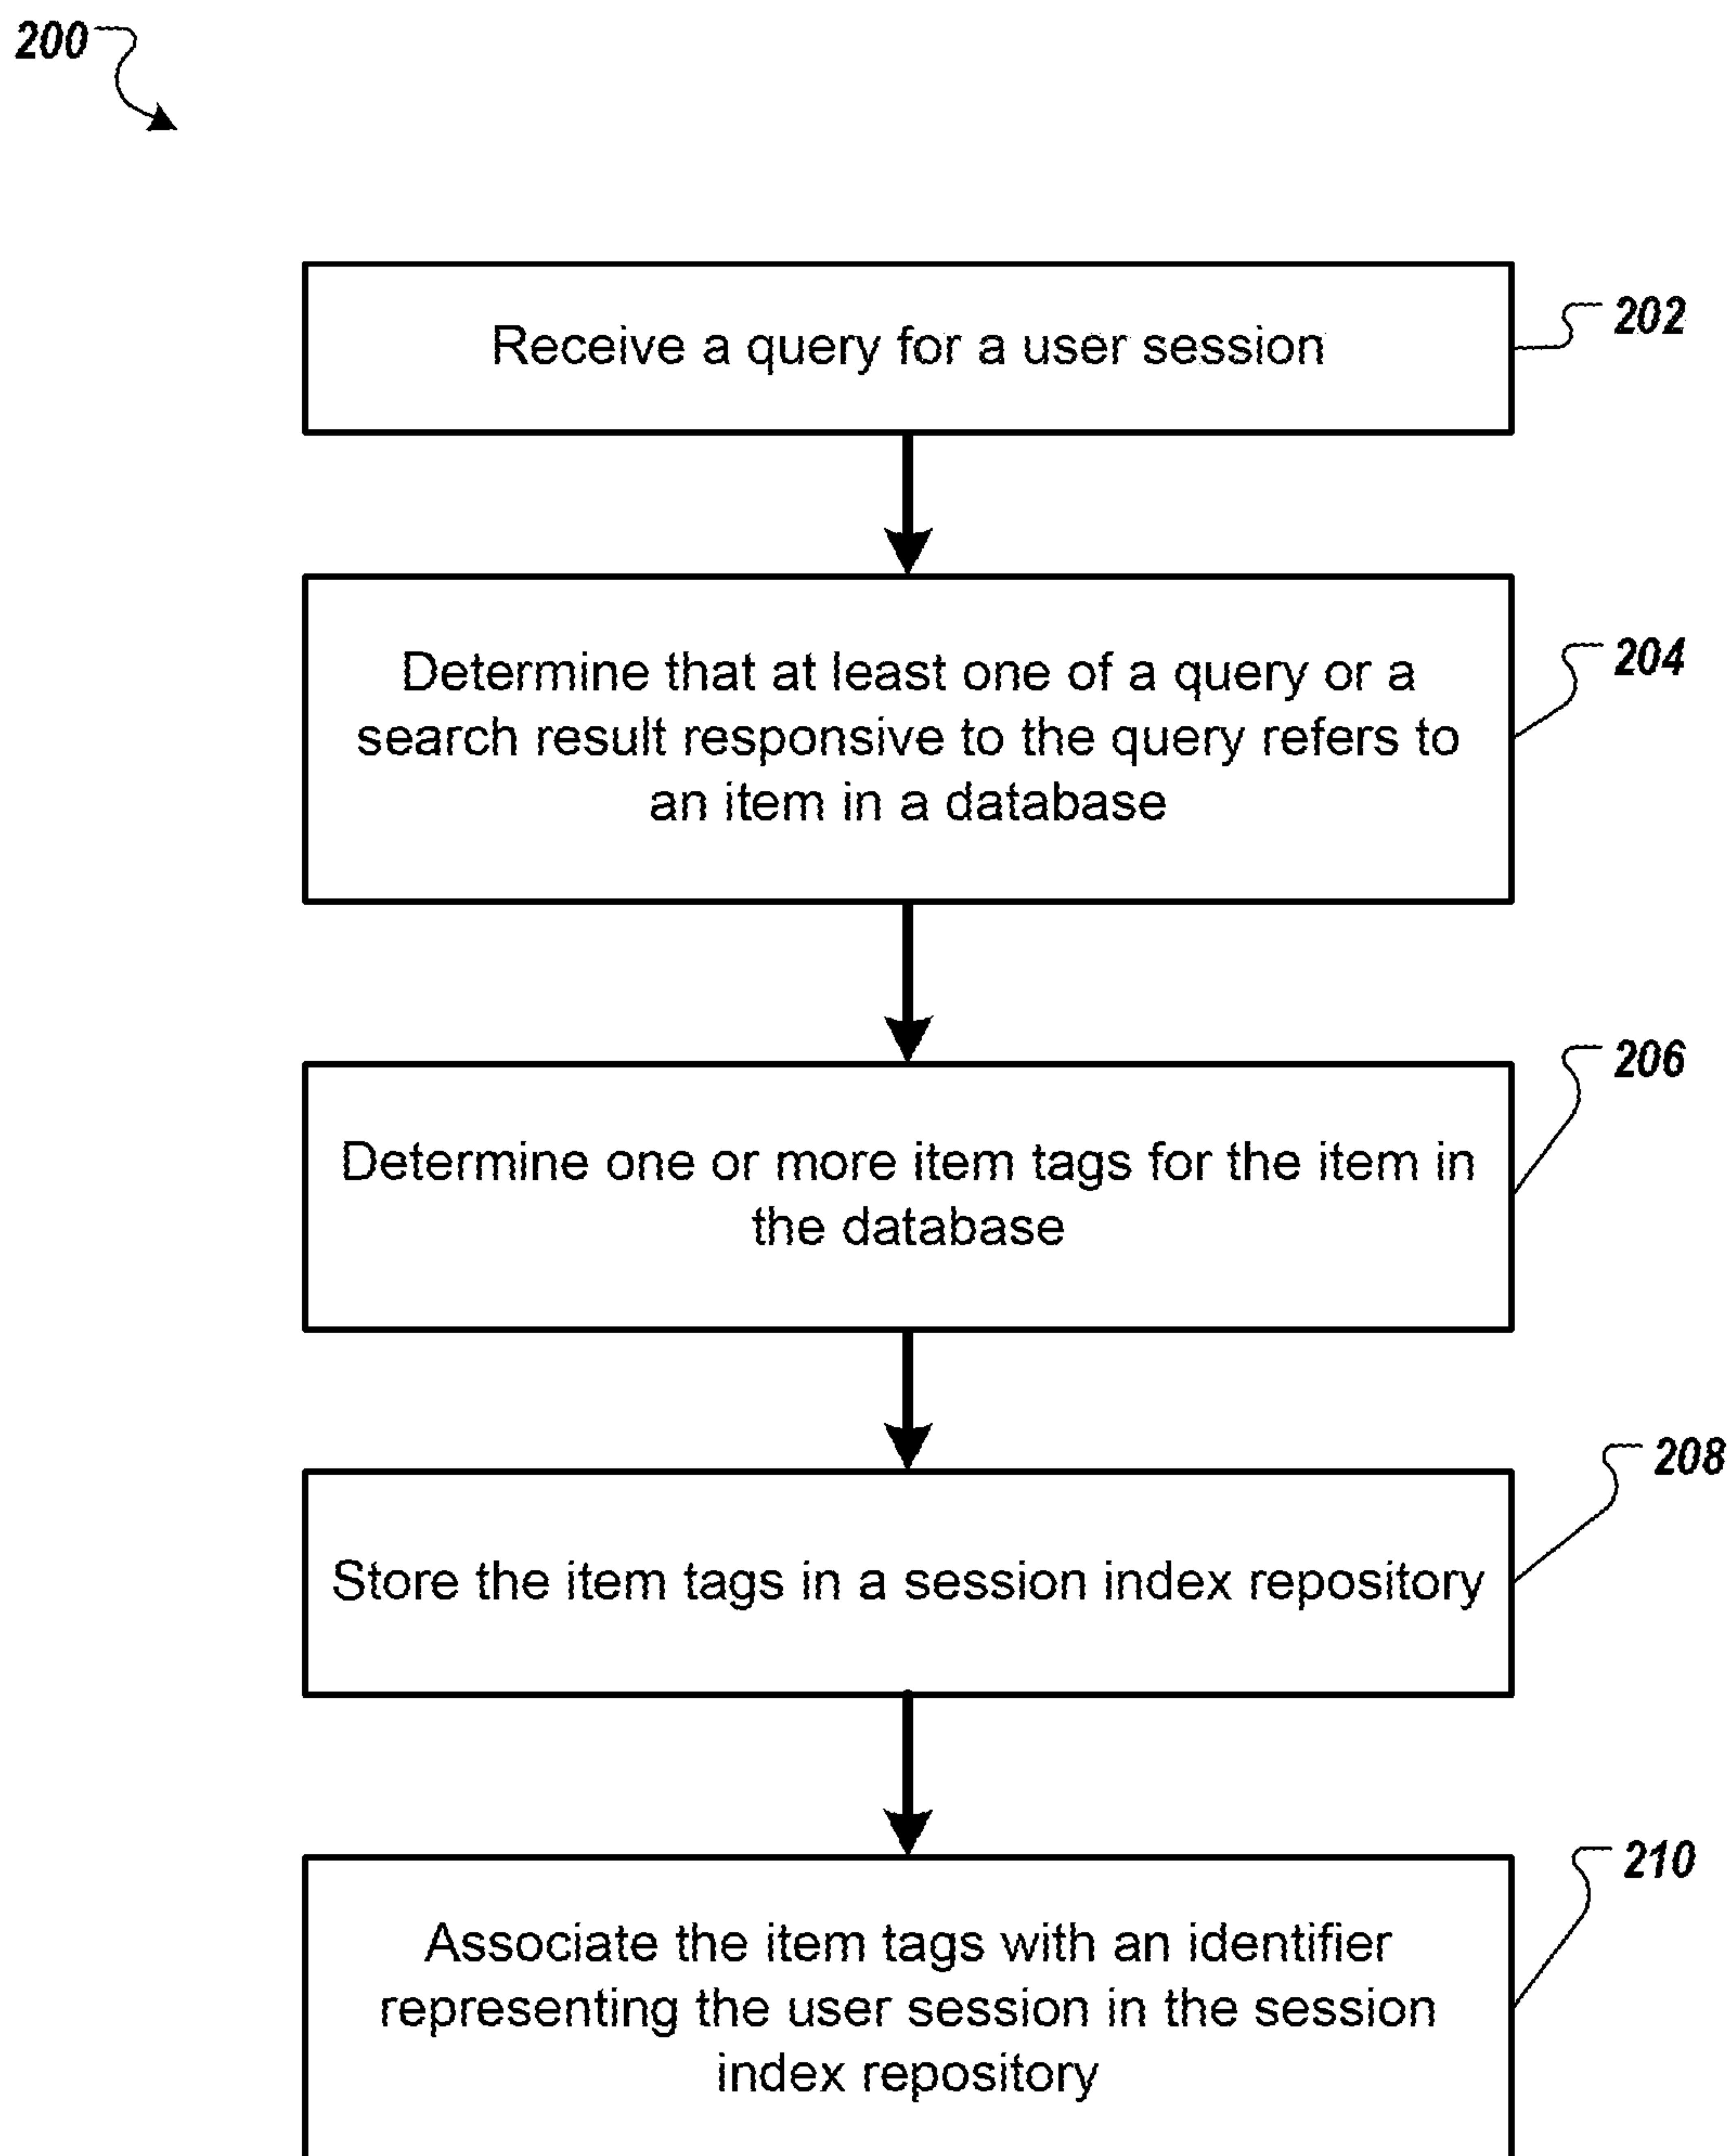 200
Receive a query for a user session
202
Determine that at least one of a query or a
search result responsive to the query refers to
an item in a database
204
Determine one or more item tags for the item in
the database
206
Store the item tags in a session index repository
208
Associate the item tags with an identifier
representing the user session in the session
index repository
210